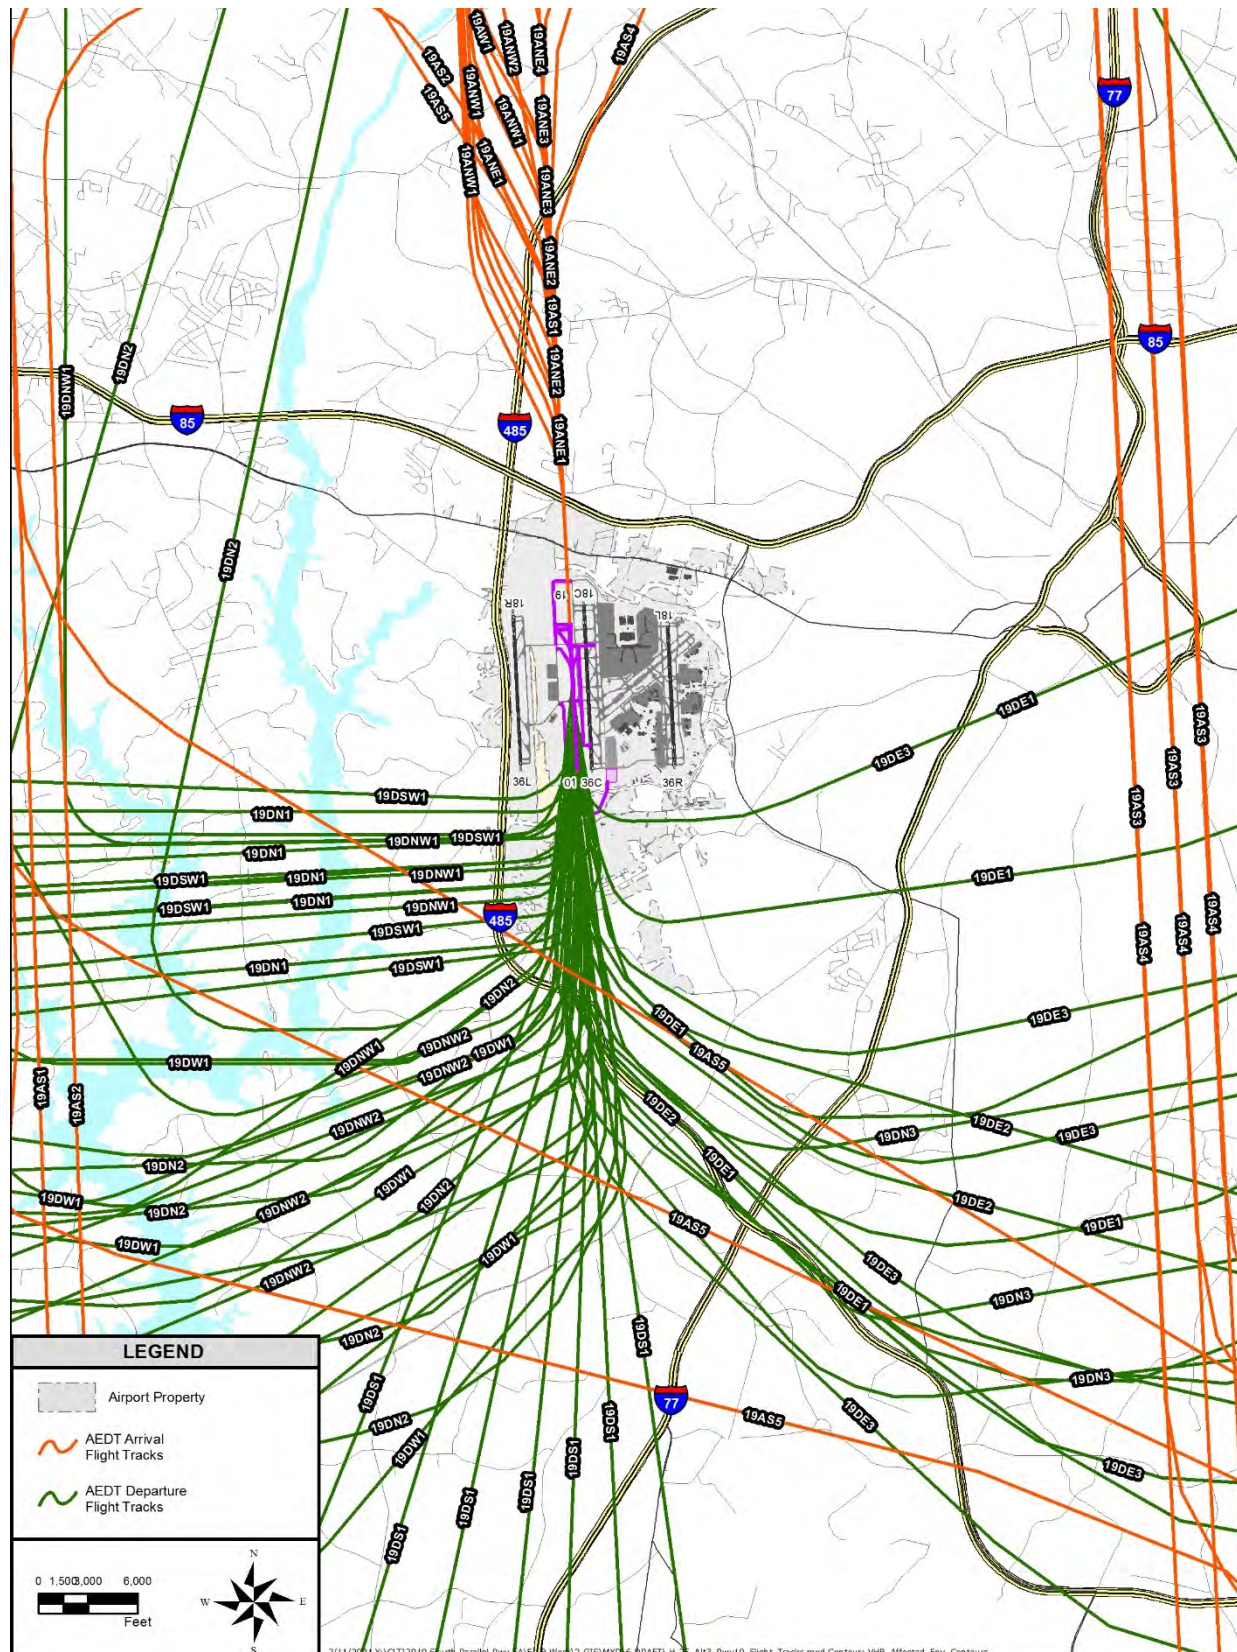 19AW1
19ANW2
19ANE4
19AS4
19AS2
19ANW1
19AS5
19ANW1
19ANE3
77
19ANE1
19ANW1
19ANE3
19ANE2
19AS1
85
19DN2
19ANE2
19DNW1
85
485
19ANE1
19DN2
18R
19
18C
18L
19DE1
19AS3
19AS3
19DE3
36L
01
36C
36R
19DSW1
19AS3
19DN1
19DNW1
19DSW1
19DN1
19DSW1
19DN1
19DNW1
19DE1
19DSW1
19DN1
19DNW1
485
19AS4
19DSW1
19AS4
19AS4
19DN1
19DSW1
19DN2
19DE1
19DE3
19DNW1
19DNW2
19DW1
19AS5
19DW1
19DNW2
19AS1
19AS2
19DE2
19DNW2
19DN3
19DE2
19DE3
19DN2
19DE1
19DW1
19DN2
19DNW2
19DW1
19DN2
19AS5
19DE2
19DE1
19DW1
19DW1
19DNW2
19DE3
19DE1
19DN3
19DN2
19DS1
LEGEND
19DS1
19DN3
Airport Property
77
19DN2
19DS1
19AS5
19DE3
AEDT Arrival
Flight Tracks
19DW1
19DS1
19DE3
AEDT Departure
Flight Tracks
19DS1
19DS1
19DS1
N
0 1,500 3,000 6,000
Feet
W
E
S